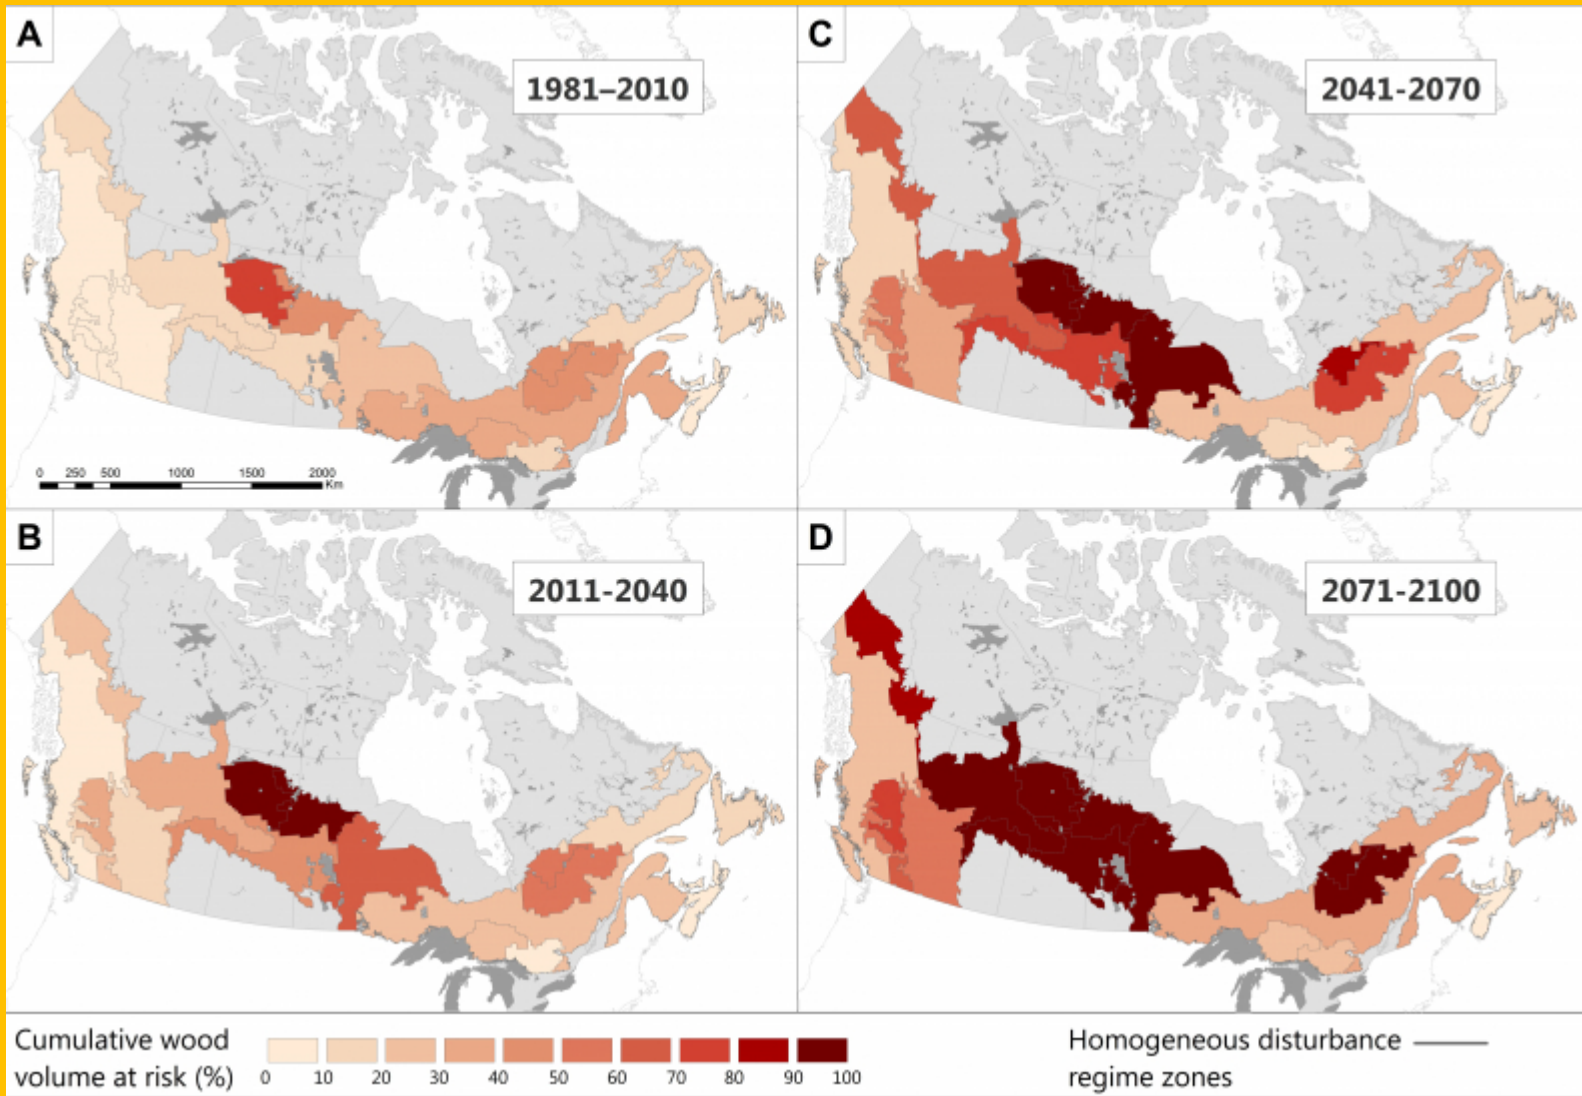 A
1981–2010
C
2041-2070
0 250 500 1000 1500 2000
Km
B
2011-2040
D
2071-2100
Cumulative wood
volume at risk (%)
0 10 20 30 40 50 60 70 80 90 100
Homogeneous disturbance
regime zones